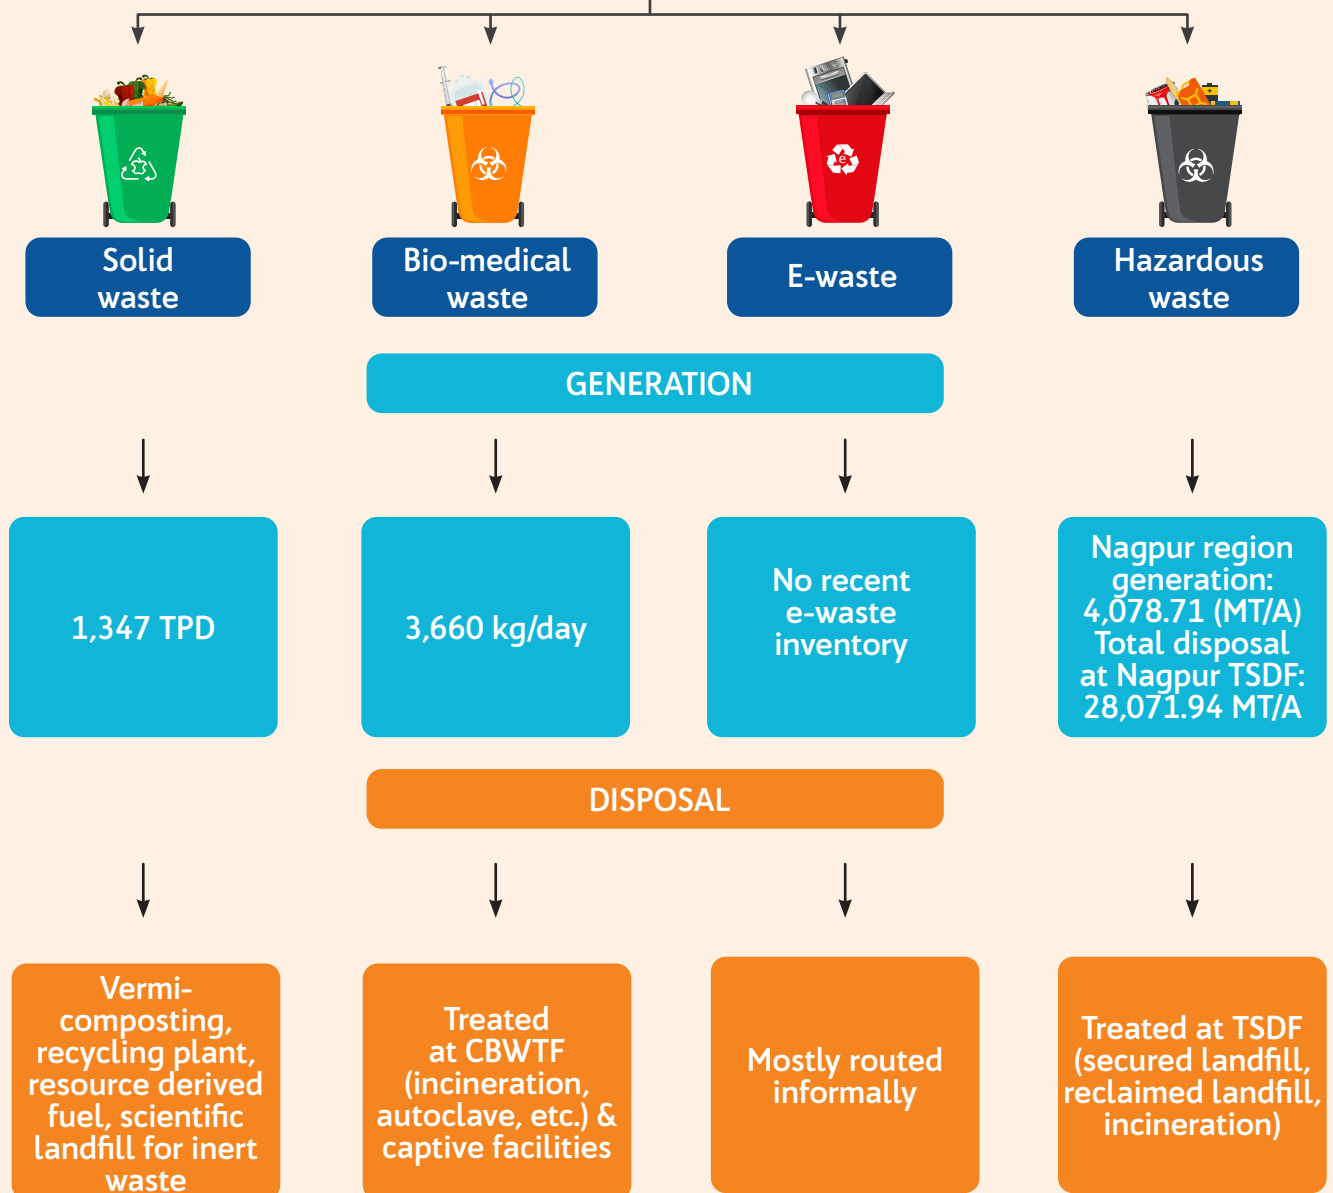 Solid
waste
Bio-medical
waste
E-waste
Hazardous
waste
GENERATION
1,347 TPD
3,660 kg/day
No recent
e-waste
inventory
Nagpur region
generation:
4,078.71 (MT/A)
Total disposal
at Nagpur TSDF:
28,071.94 MT/A
DISPOSAL
Vermi-
composting,
recycling plant,
resource derived
fuel, scientific
landfill for inert
waste
Treated
at CBWTF
(incineration,
autoclave, etc.) &
captive facilities
Mostly routed
informally
Treated at TSDF
(secured landfill,
reclaimed landfill,
incineration)